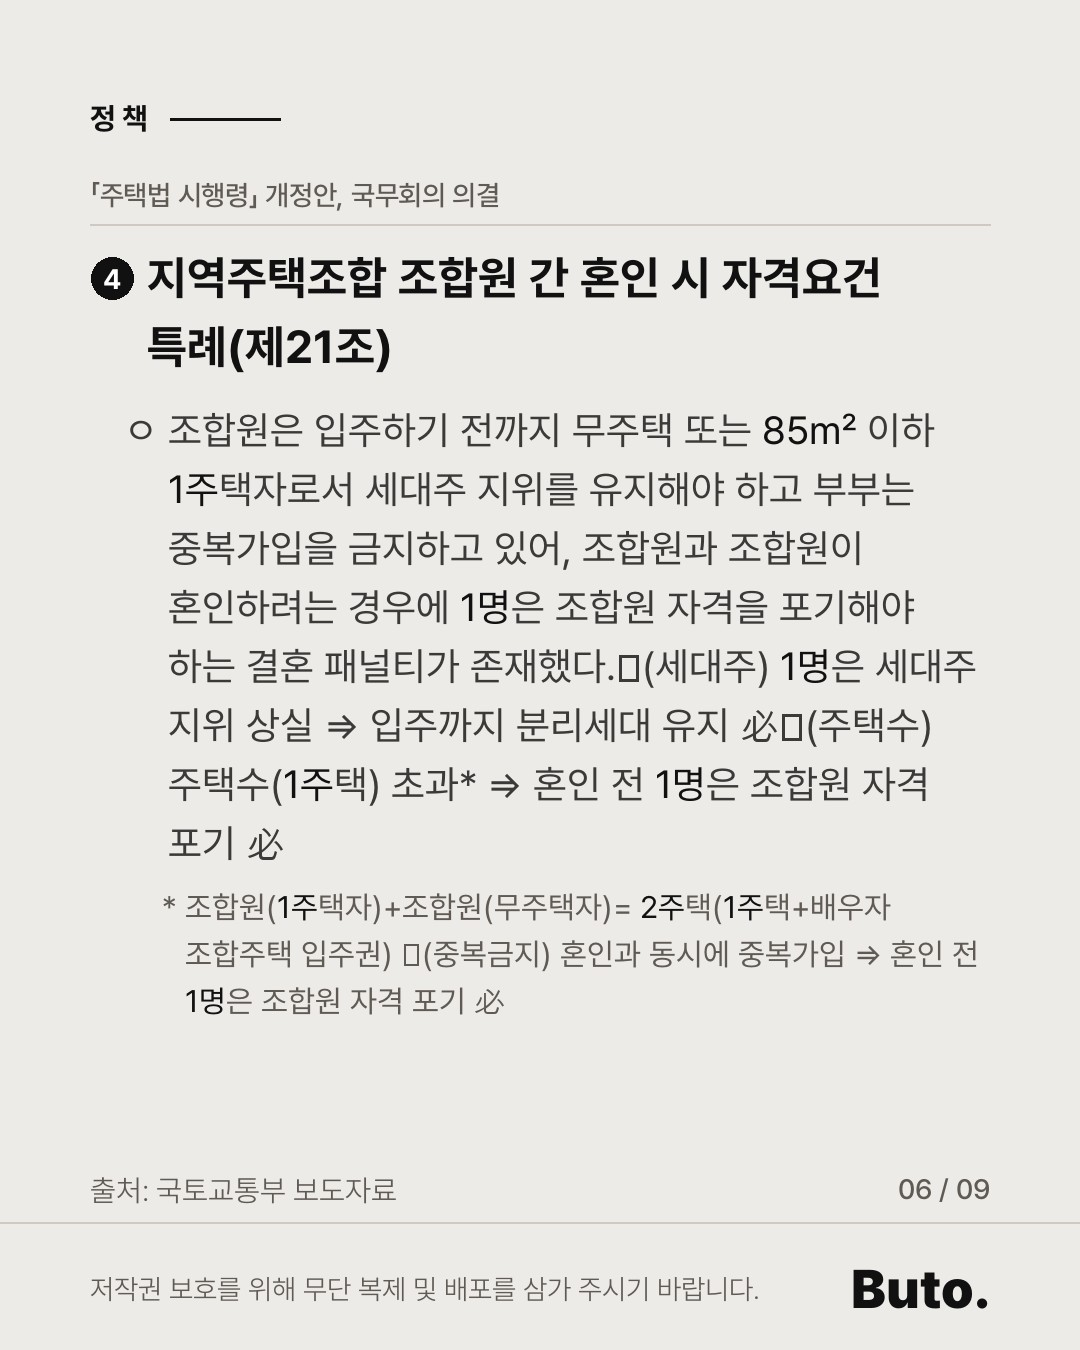 정책
「주택법 시행령」 개정안, 국무회의 의결
4 지역주택조합 조합원 간 혼인 시 자격요건
특례(제21조)
ㅇ 조합원은 입주하기 전까지 무주택 또는 85m² 이하
1주택자로서 세대주 지위를 유지해야 하고 부부는
중복가입을 금지하고 있어, 조합원과 조합원이
혼인하려는 경우에 1명은 조합원 자격을 포기해야
하는 결혼 패널티가 존재했다.▯(세대주) 1명은 세대주
지위 상실 ⇒ 입주까지 분리세대 유지 必▯(주택수)
주택수(1주택) 초과* ⇒ 혼인 전 1명은 조합원 자격
포기 必
* 조합원(1주택자)+조합원(무주택자)= 2주택(1주택+배우자
조합주택 입주권) ▯(중복금지) 혼인과 동시에 중복가입 ⇒ 혼인 전
1명은 조합원 자격 포기 必
출처: 국토교통부 보도자료
06 / 09
저작권 보호를 위해 무단 복제 및 배포를 삼가 주시기 바랍니다.
Buto.